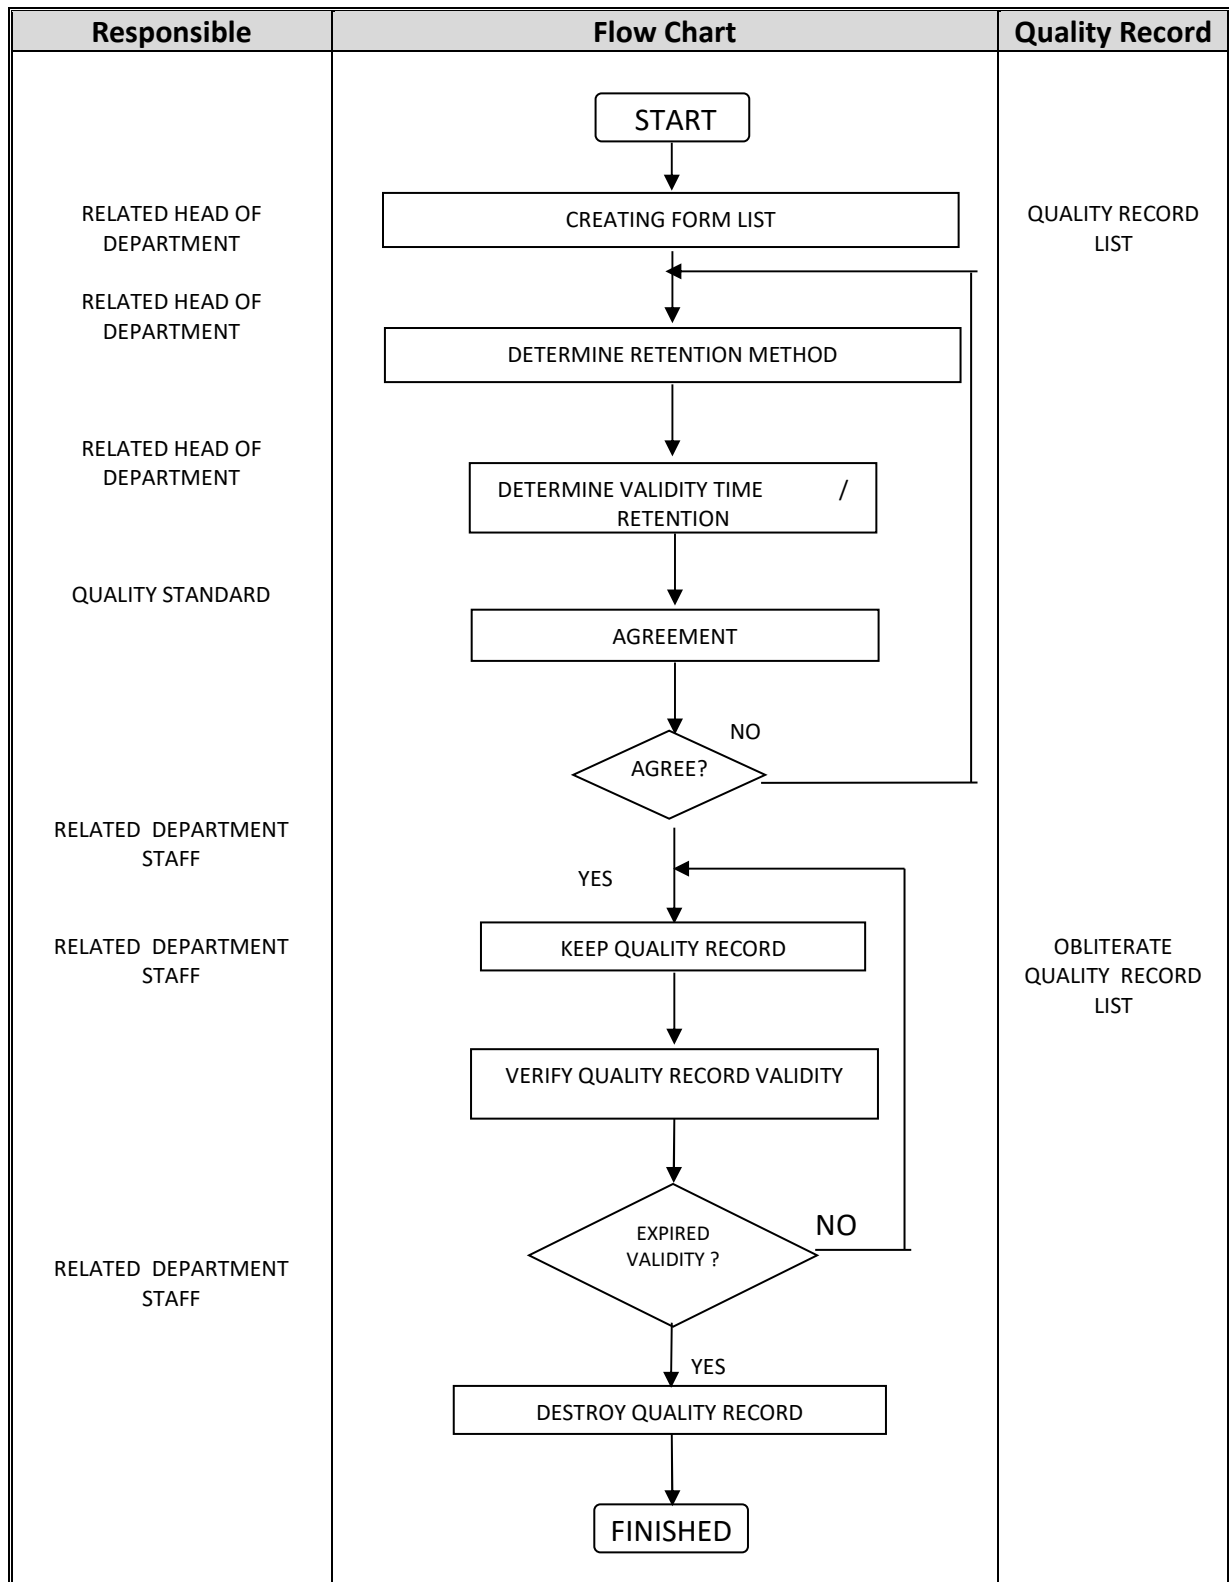 Responsible
Flow Chart
Quality Record
START
RELATED HEAD OF
DEPARTMENT
CREATING FORM LIST
QUALITY RECORD
LIST
RELATED HEAD OF
DEPARTMENT
DETERMINE RETENTION METHOD
RELATED HEAD OF
DEPARTMENT
DETERMINE VALIDITY TIME /
RETENTION
QUALITY STANDARD
AGREEMENT
NO
AGREE?
RELATED DEPARTMENT
STAFF
YES
RELATED DEPARTMENT
STAFF
KEEP QUALITY RECORD
OBLITERATE
QUALITY RECORD
LIST
VERIFY QUALITY RECORD VALIDITY
EXPIRED
VALIDITY ?
NO
RELATED DEPARTMENT
STAFF
YES
DESTROY QUALITY RECORD
FINISHED